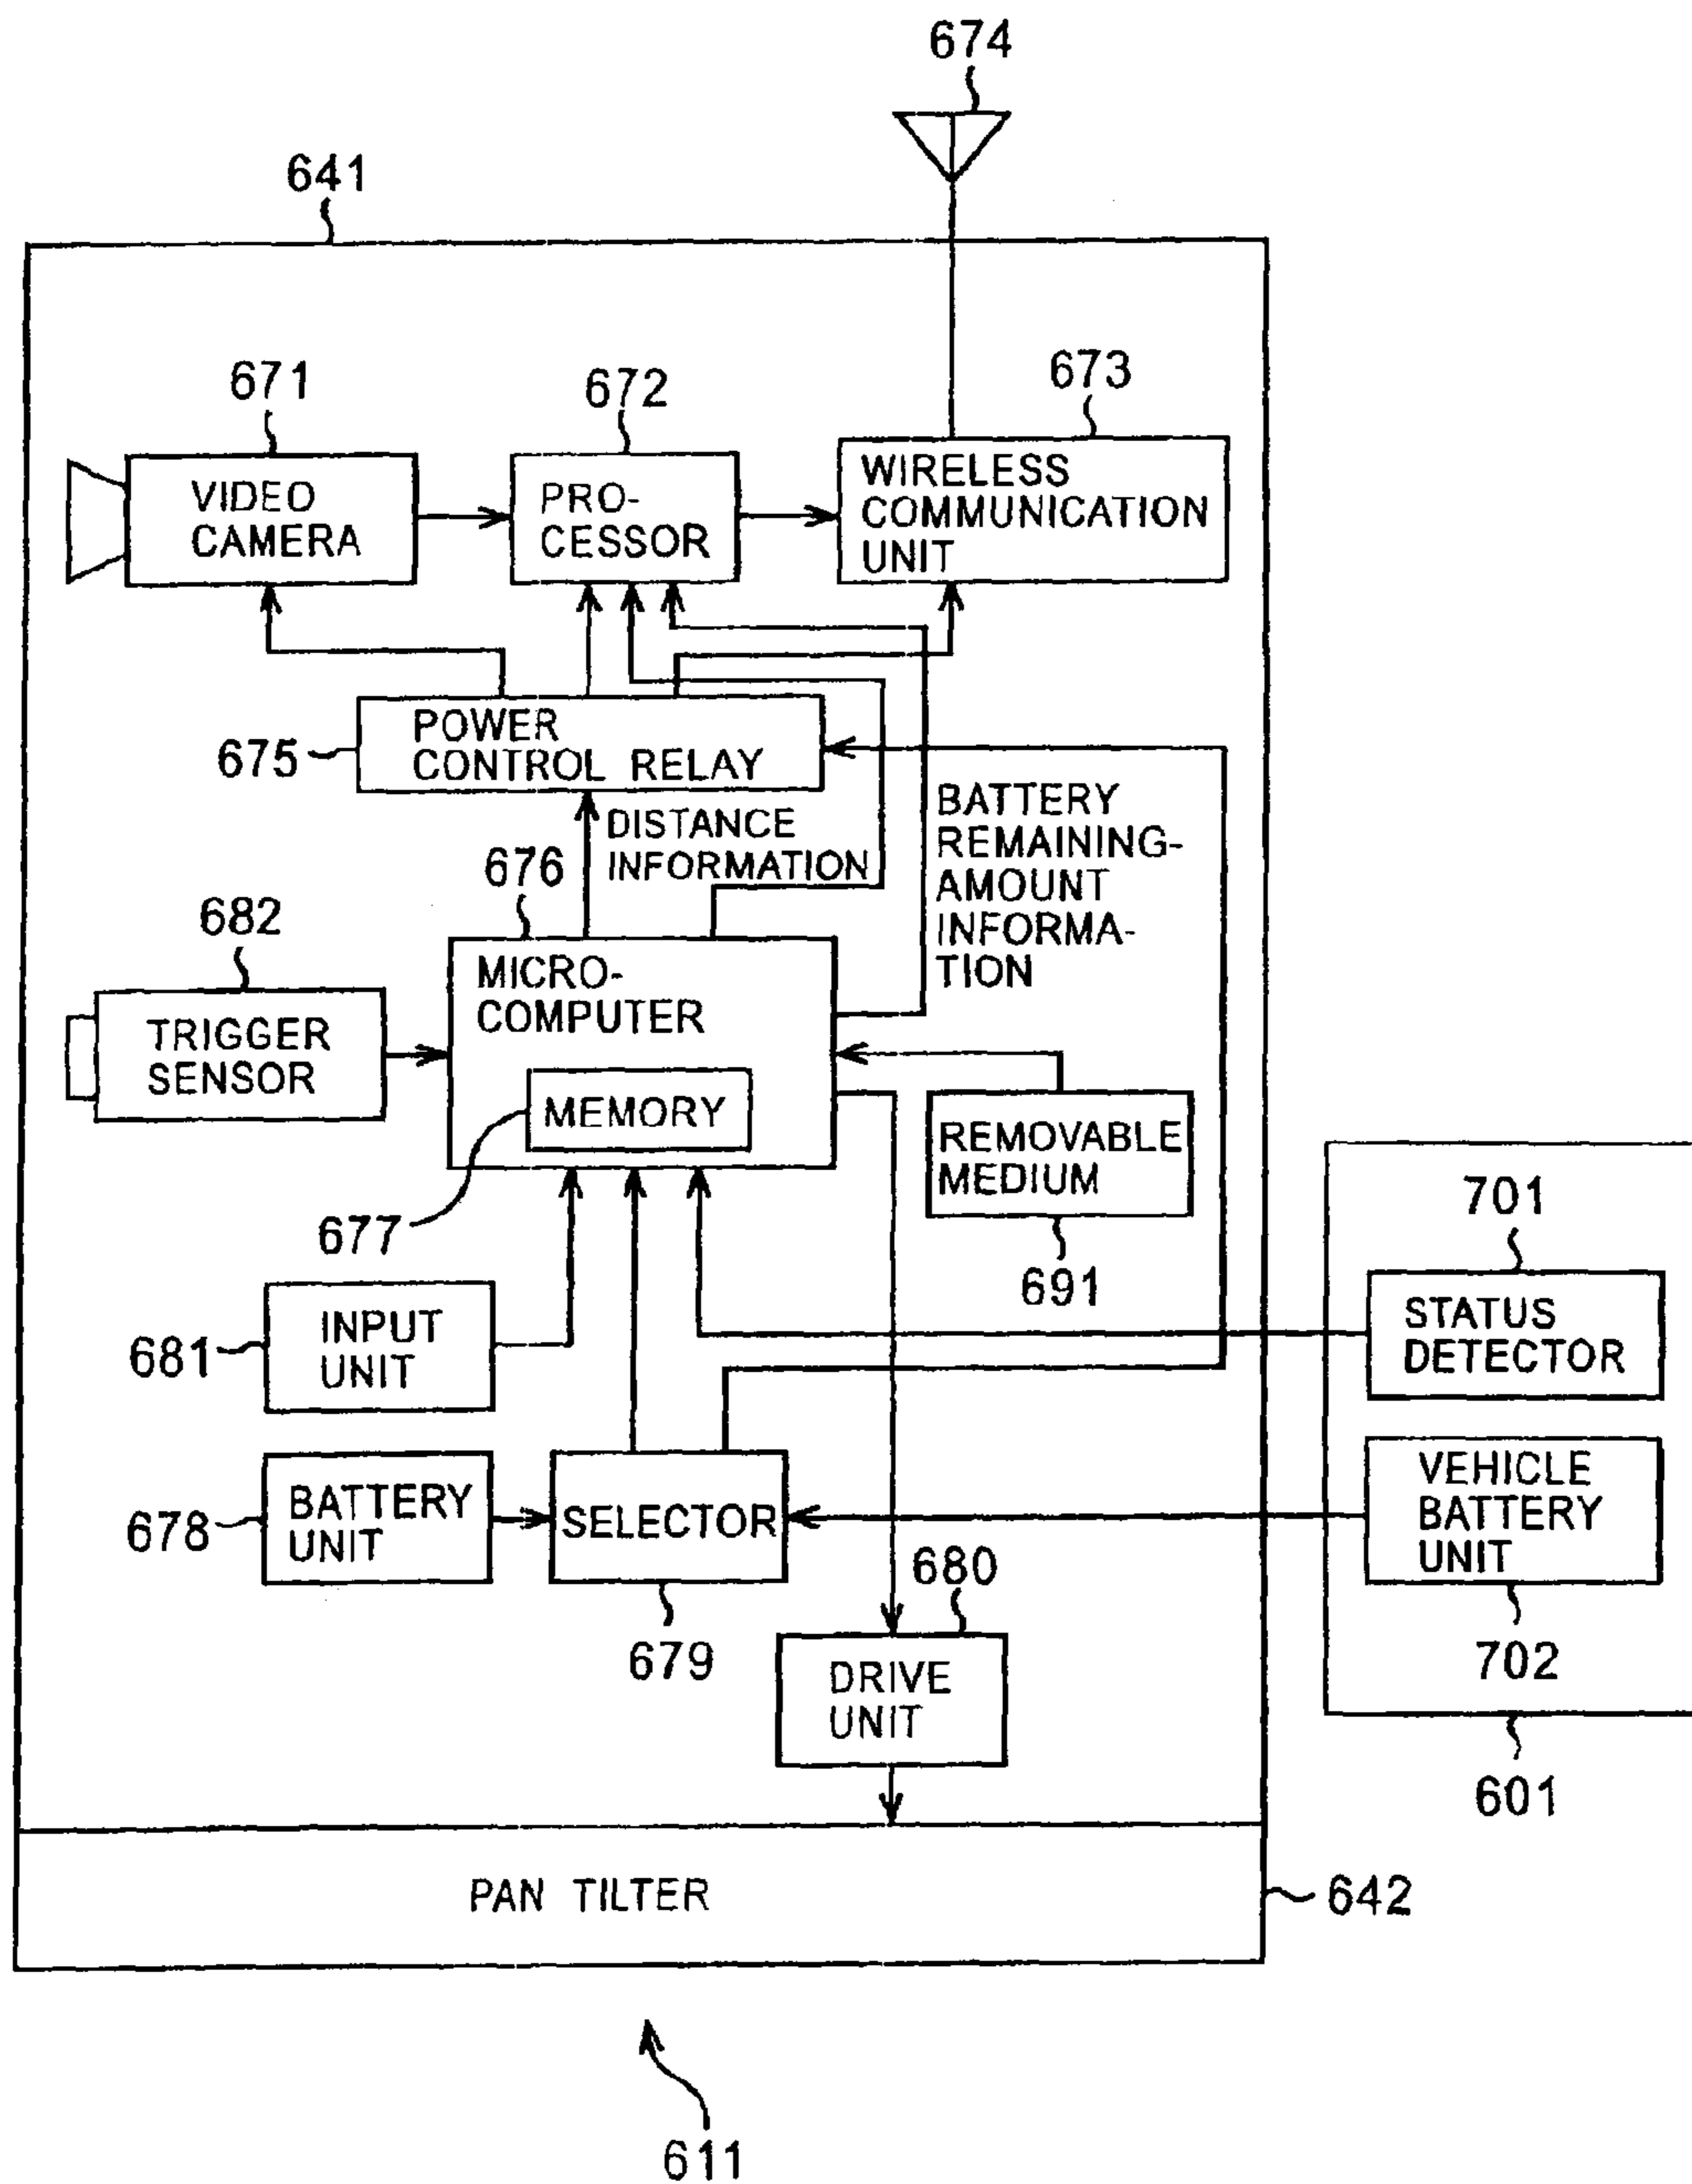 674
641
671
672
673
VIDEO
CAMERA
PRO-
CESSOR
WIRELESS
COMMUNICATION
UNIT
675
POWER
CONTROL RELAY
DISTANCE
INFORMATION
BATTERY
REMAINING-
AMOUNT
INFORMA-
TION
676
682
MICRO-
COMPUTER
TRIGGER
SENSOR
MEMORY
677
REMOVABLE
MEDIUM
691
701
STATUS
DETECTOR
681
INPUT
UNIT
678
BATTERY
UNIT
SELECTOR
679
VEHICLE
BATTERY
UNIT
702
680
DRIVE
UNIT
601
PAN TILTER
642
611